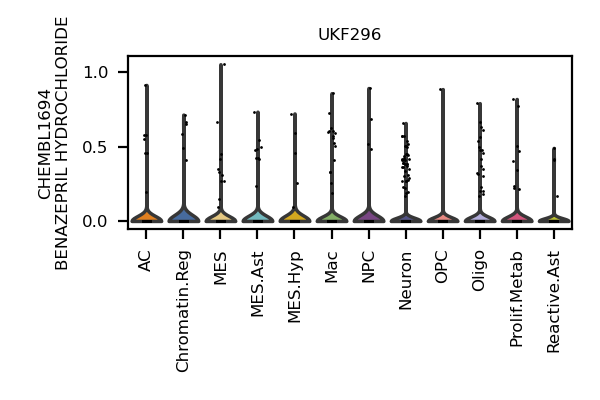 UKF296
CHEMBL1694
BENAZEPRIL HYDROCHLORIDE
1.0
0.5
0.0
AC
Chromatin.Reg
MES
MES.Ast
MES.Hyp
Mac
NPC
Neuron
OPC
Oligo
Prolif.Metab
Reactive.Ast